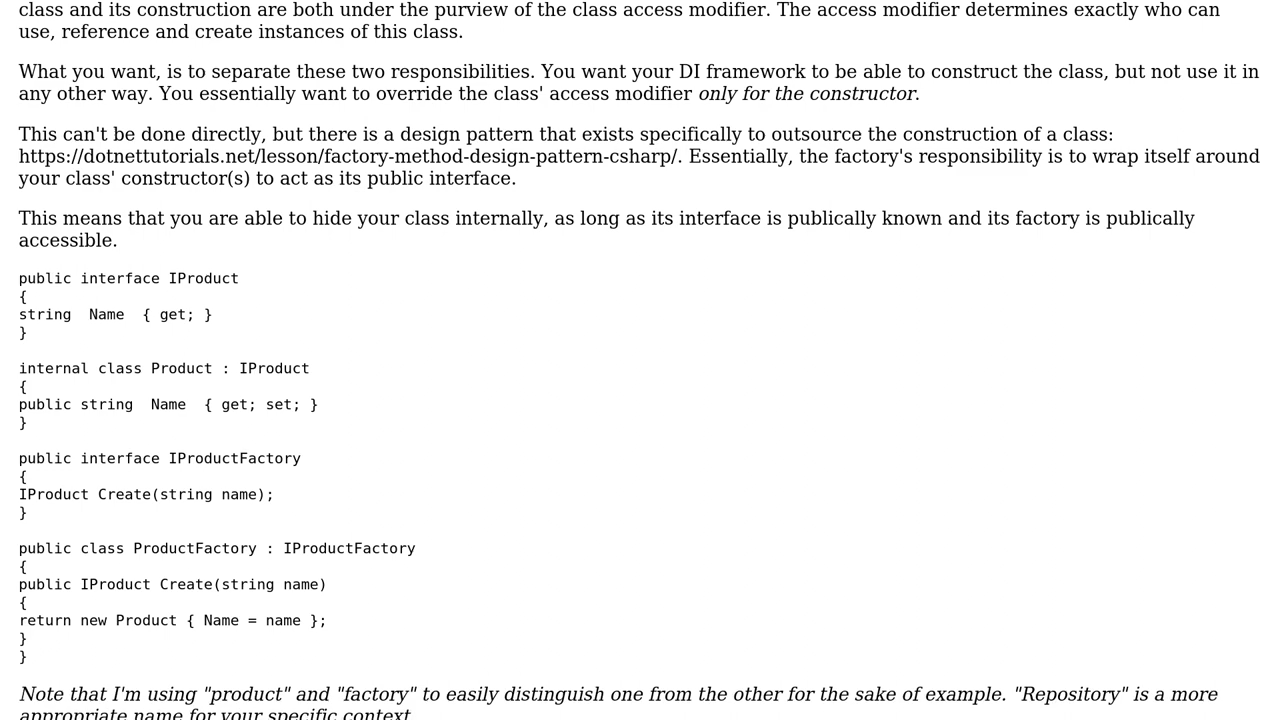 class and its construction are both under the purview of the class access modifier. The access modifier determines exactly who can
use, reference and create instances of this class.
What you want, is to separate these two responsibilities. You want your DI framework to be able to construct the class, but not use it in
any other way. You essentially want to override the class' access modifier only for the constructor.
This can't be done directly, but there is a design pattern that exists specifically to outsource the construction of a class:
https://dotnettutorials.net/lesson/factory-method-design-pattern-csharp/. Essentially, the factory's responsibility is to wrap itself around
your class' constructor(s) to act as its public interface.
This means that you are able to hide your class internally, as long as its interface is publically known and its factory is publically
accessible.
public interface IProduct
{
string  Name  { get; }
}
internal class Product : IProduct
{
public string  Name  { get; set; }
}
public interface IProductFactory
{
IProduct Create(string name);
}
public class ProductFactory : IProductFactory
{
public IProduct Create(string name)
{
return new Product { Name = name };
}
}
Note that I'm using "product" and "factory" to easily distinguish one from the other for the sake of example. "Repository" is a more
appropriate name for your specific context